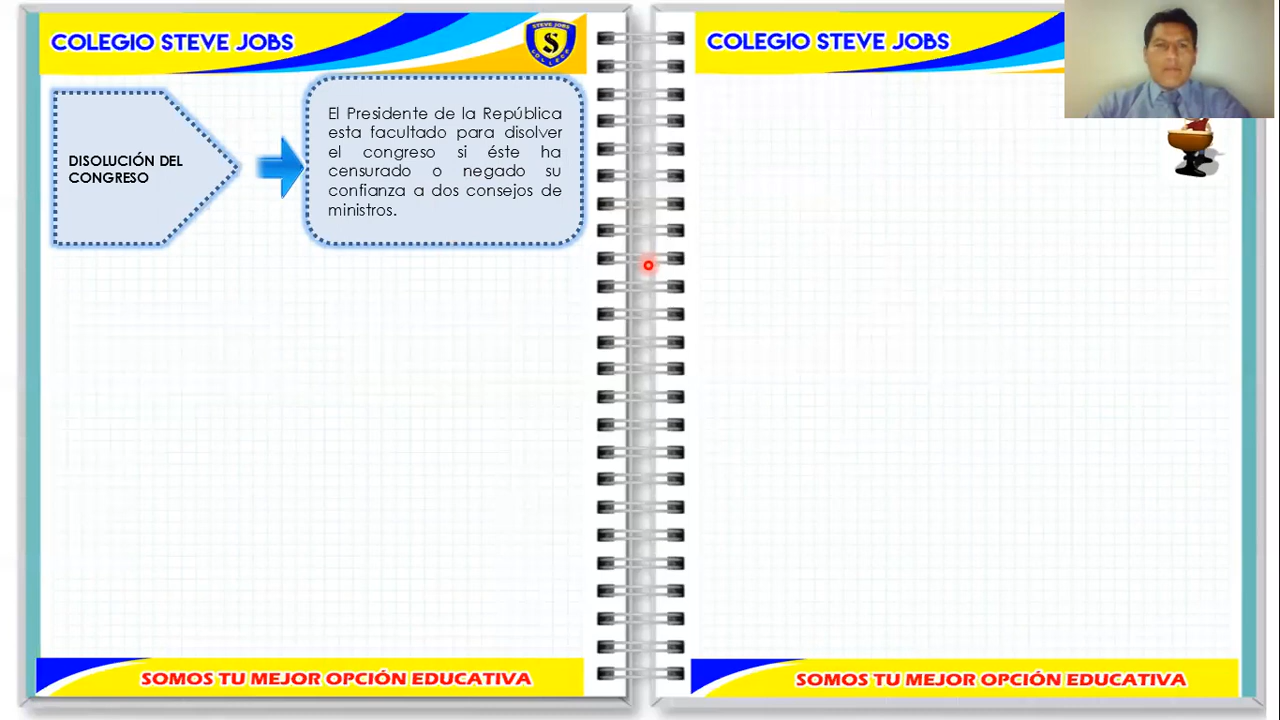 COLEGIO STEVE JOBS
STEVE JOBS
S
COLLEGE
DISOLUCIÓN DEL
CONGRESO
El Presidente de la República
esta facultado para disolver
el congreso si este ha
censurado o negado su
confianza a dos consejos de
ministros.
SOMOS TU MEJOR OPCIÓN EDUCATIVA
COLEGIO STEVE JOBS
SOMOS TU MEJOR OPCIÓN EDUCATIVA